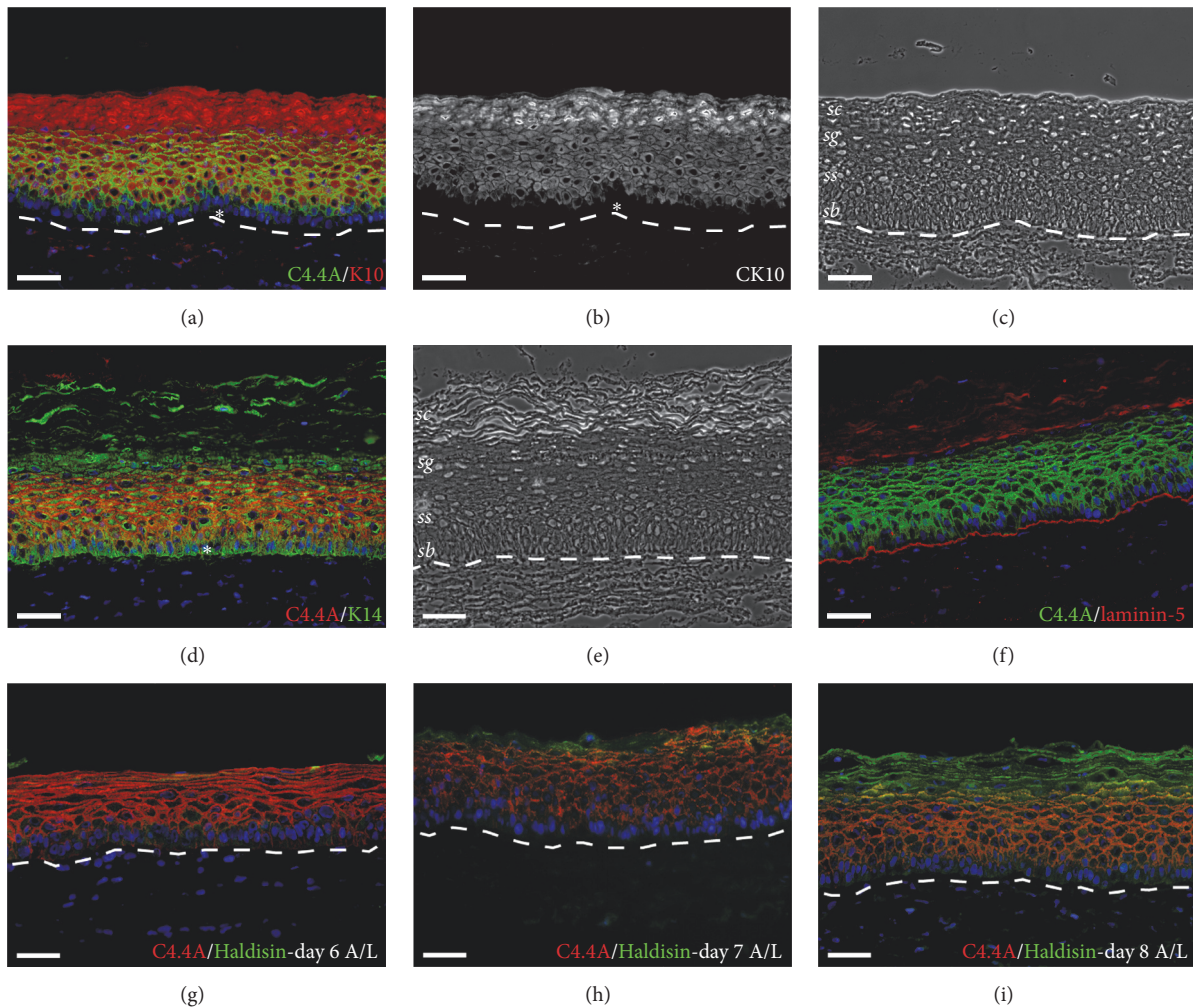 C4.4A/K10
(a)
*
CK10
*
(b)
sc
sg
ss
sb
(c)
C4.4A/K14
*
(d)
sc
sg
ss
sb
(e)
C4.4A/laminin-5
(f)
C4.4A/Haldisin-day 6 A/L
(g)
C4.4A/Haldisin-day 7 A/L
(h)
C4.4A/Haldisin-day 8 A/L
(i)